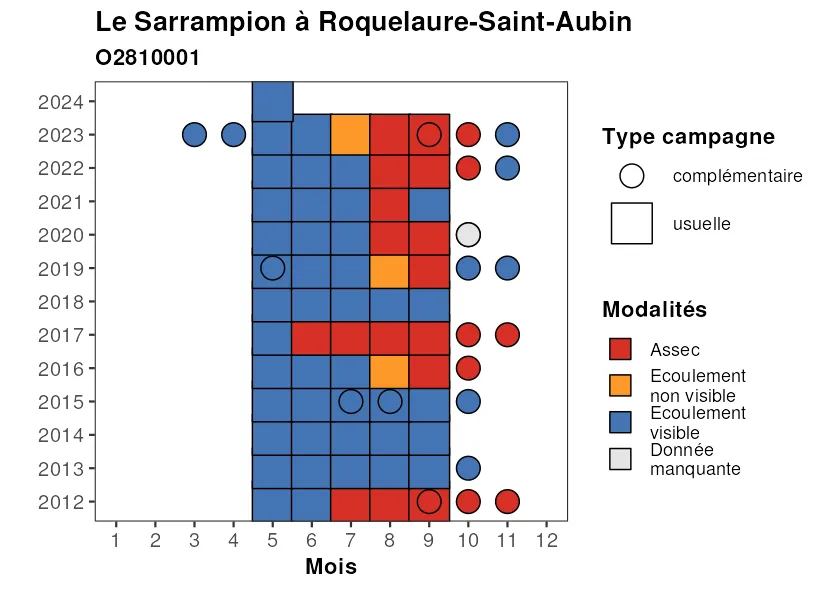 Le Sarrampion à Roquelaure-Saint-Aubin
O2810001
2024
2023
2022
2021
2020
2019
2018
2017
2016
2015
2014
2013
2012
1 2 3 4 5 6 7 8 9 10 11 12
Mois
Type campagne
complémentaire
usuelle
Modalités
Assec
Ecoulement
non visible
Ecoulement
visible
Donnée
manquante